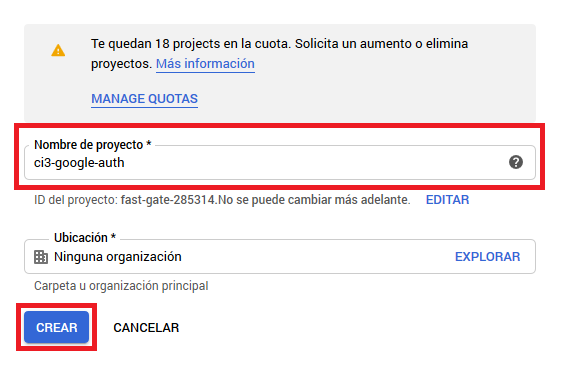 Te quedan 18 projects en la cuota. Solicita un aumento o elimina
proyectos. Más información
MANAGE QUOTAS
Nombre de proyecto *
ci3-google-auth
ID del proyecto: fast-gate-285314.No se puede cambiar más adelante. EDITAR
Ubicación *
Ninguna organización EXPLORAR
Carpeta u organización principal
CREAR CANCELAR